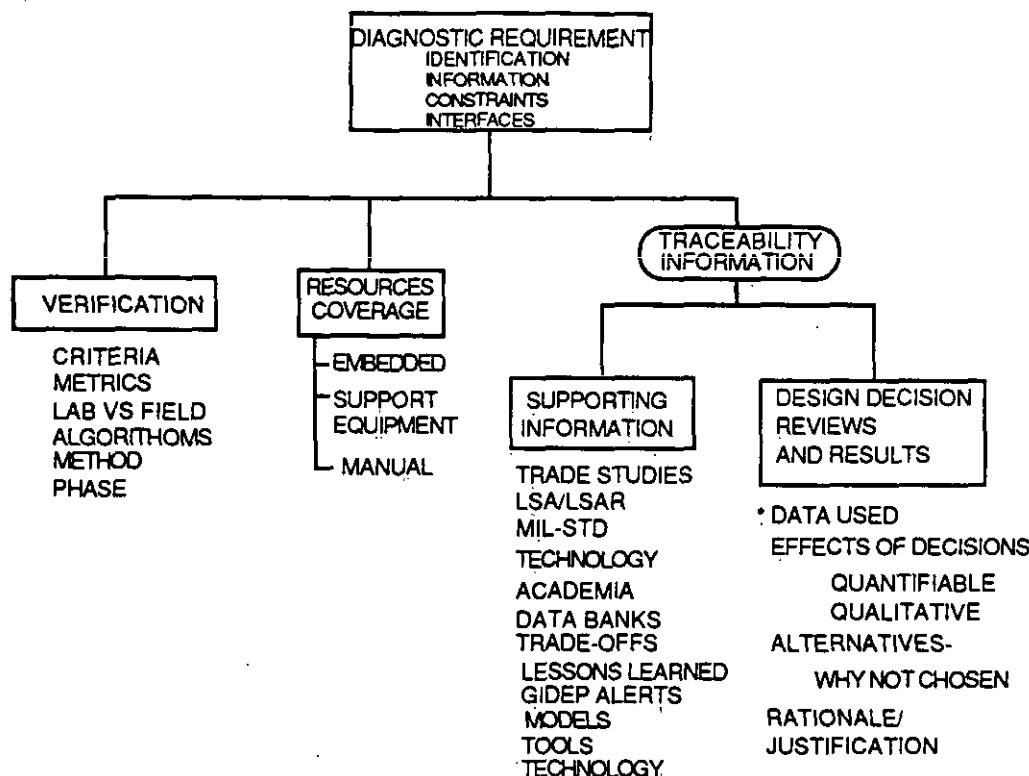 DIAGNOSTIC REQUIREMENT
IDENTIFICATION
INFORMATION
CONSTRAINTS
INTERFACES
VERIFICATION
CRITERIA
METRICS
LAB VS FIELD
ALGORITHOMS
METHOD
PHASE
RESOURCES
COVERAGE
EMBEDDED
SUPPORT
EQUIPMENT
MANUAL
TRACEABILITY
INFORMATION
SUPPORTING
INFORMATION
TRADE STUDIES
LSA/LSAR
MIL-STD
TECHNOLOGY
ACADEMIA
DATA BANKS
TRADE-OFFS
LESSONS LEARNED
GIDEP ALERTS
MODELS
TOOLS
TECHNOLOGY
DESIGN DECISION
REVIEWS
AND RESULTS
DATA USED
EFFECTS OF DECISIONS
QUANTIFIABLE
QUALITATIVE
ALTERNATIVES-
WHY NOT CHOSEN
RATIONALE/
JUSTIFICATION